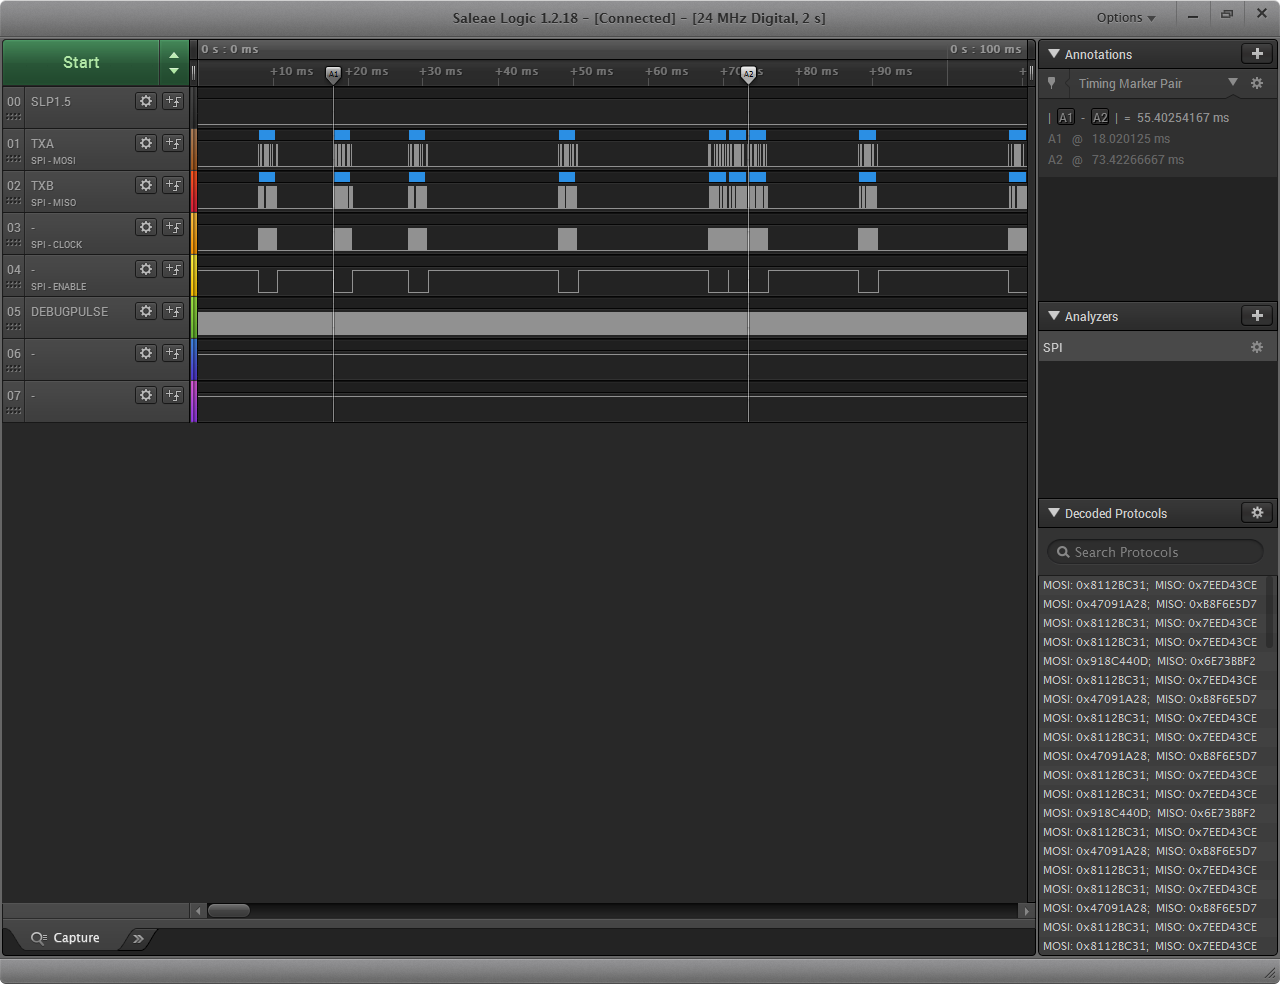 Saleae Logic 1.2.18 - [Connected] - [24 MHz Digital, 2 s]
Options
Start
0 s : 0 ms
0 s : 100 ms
+10 ms
+20 ms
+30 ms
+40 ms
+50 ms
+60 ms
+80 ms
+90 ms
A1
A2
00 SLP1.5
01 TXA
SPI - MOSI
02 TXB
SPI - MISO
03 -
SPI - CLOCK
04 -
SPI - ENABLE
05 DEBUGPULSE
06 -
07 -
Capture
Annotations
Timing Marker Pair
| A1 - A2 | = 55.40254167 ms
A1 @ 18.020125 ms
A2 @ 73.42266667 ms
Analyzers
SPI
Decoded Protocols
Search Protocols
MOSI: 0x8112BC31; MISO: 0x7EED43CE
MOSI: 0x47091A28; MISO: 0xB8F6E5D7
MOSI: 0x8112BC31; MISO: 0x7EED43CE
MOSI: 0x8112BC31; MISO: 0x7EED43CE
MOSI: 0x918C440D; MISO: 0x6E73BBF2
MOSI: 0x8112BC31; MISO: 0x7EED43CE
MOSI: 0x47091A28; MISO: 0xB8F6E5D7
MOSI: 0x8112BC31; MISO: 0x7EED43CE
MOSI: 0x8112BC31; MISO: 0x7EED43CE
MOSI: 0x47091A28; MISO: 0xB8F6E5D7
MOSI: 0x8112BC31; MISO: 0x7EED43CE
MOSI: 0x8112BC31; MISO: 0x7EED43CE
MOSI: 0x918C440D; MISO: 0x6E73BBF2
MOSI: 0x8112BC31; MISO: 0x7EED43CE
MOSI: 0x47091A28; MISO: 0xB8F6E5D7
MOSI: 0x8112BC31; MISO: 0x7EED43CE
MOSI: 0x8112BC31; MISO: 0x7EED43CE
MOSI: 0x47091A28; MISO: 0xB8F6E5D7
MOSI: 0x8112BC31; MISO: 0x7EED43CE
MOSI: 0x8112BC31; MISO: 0x7EED43CE